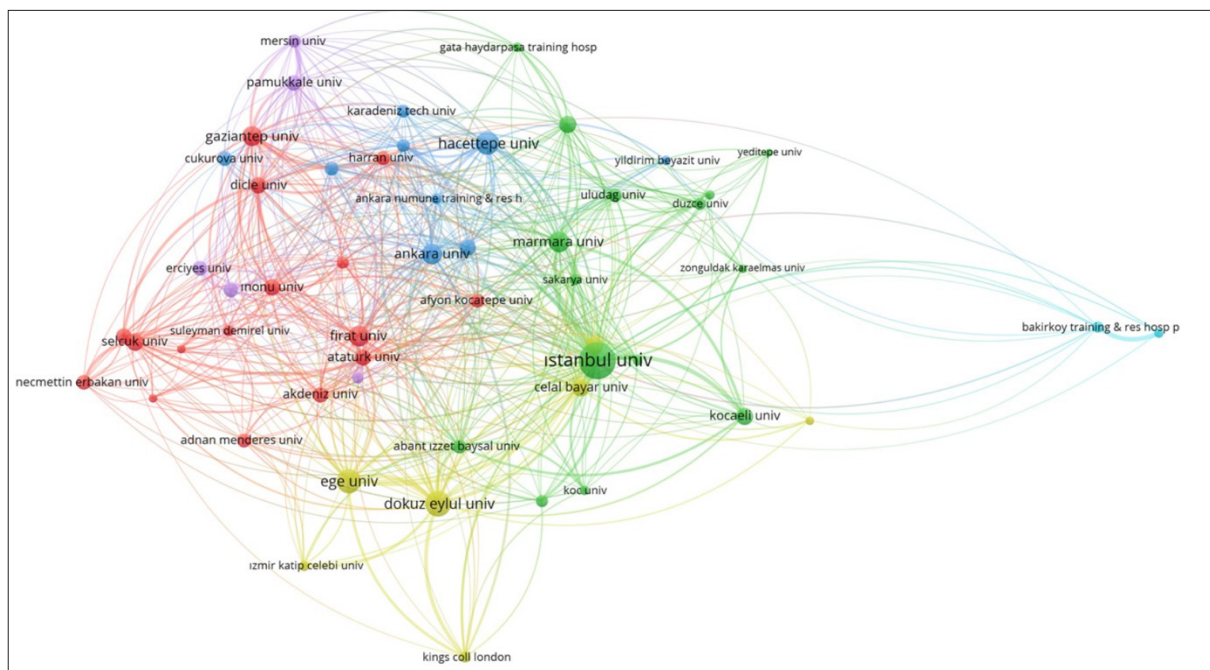 mersin univ
gata haydarpasa training hosp
pamukkale univ
karadeniz tech univ
gaziantep univ
hacettepe univ
cukurova univ
harran univ
yildirim beyazit univ
yeditepe univ
dicle univ
ankara numune training & res h
uludag univ
duzce univ
marmara univ
ankara univ
sakarya univ
erciyes univ
zonguldak karaelmas univ
ınonu univ
afyon kocatepe univ
suleyman demirel univ
firat univ
bakirkoy training & res hosp p
selcuk univ
ataturk univ
ıstanbul univ
necmettin erbakan univ
celal bayar univ
akdeniz univ
kocaeli univ
adnan menderes univ
abant ızzet baysal univ
ege univ
koc univ
dokuz eylul univ
ızmir katip celebi univ
kings coll london